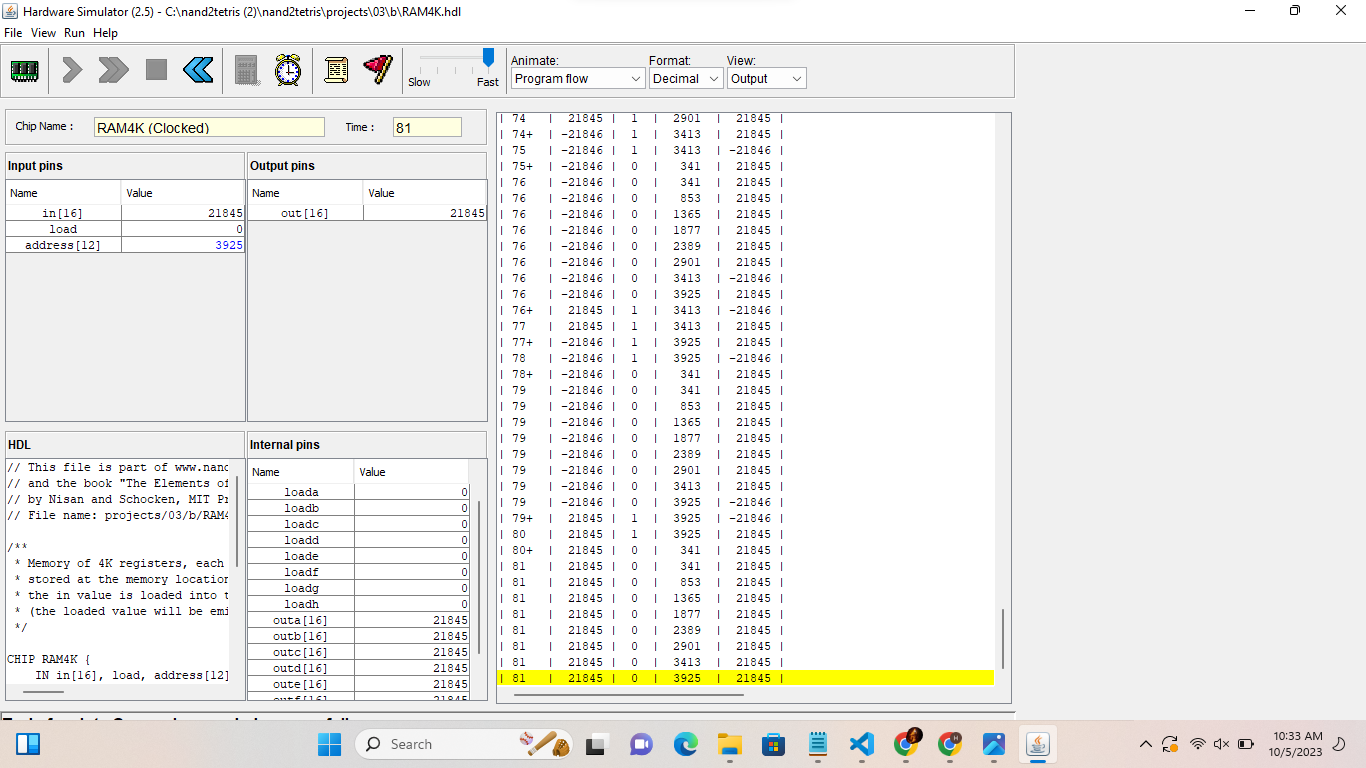 Hardware Simulator (2.5) - C:\nand2tetris (2)\nand2tetris\projects\03\b\RAM4K.hdl
File View Run Help
Slow Fast
Animate: Format: View:
Program flow Decimal Output
Chip Name : RAM4K (Clocked) Time : 81
Input pins
Name Value
in[16] 21845
load 0
address[12] 3925
Output pins
Name Value
out[16] 21845
HDL
// This file is part of www.nand
// and the book "The Elements of
// by Nisan and Schocken, MIT Pr
// File name: projects/03/b/RAM4
/**
* Memory of 4K registers, each
* stored at the memory location
* the in value is loaded into t
* (the loaded value will be emi
*/
CHIP RAM4K {
IN in[16], load, address[12]
Internal pins
Name Value
loada 0
loadb 0
loadc 0
loadd 0
loade 0
loadf 0
loadg 0
loadh 0
outa[16] 21845
outb[16] 21845
outc[16] 21845
outd[16] 21845
oute[16] 21845
outf[16] 21845
| 74 | 21845 | 1 | 2901 | 21845 |
| 74+ | -21846 | 1 | 3413 | 21845 |
| 75 | -21846 | 1 | 3413 | -21846 |
| 75+ | -21846 | 0 | 341 | 21845 |
| 76 | -21846 | 0 | 341 | 21845 |
| 76 | -21846 | 0 | 853 | 21845 |
| 76 | -21846 | 0 | 1365 | 21845 |
| 76 | -21846 | 0 | 1877 | 21845 |
| 76 | -21846 | 0 | 2389 | 21845 |
| 76 | -21846 | 0 | 2901 | 21845 |
| 76 | -21846 | 0 | 3413 | -21846 |
| 76 | -21846 | 0 | 3925 | 21845 |
| 76+ | 21845 | 1 | 3413 | -21846 |
| 77 | 21845 | 1 | 3413 | 21845 |
| 77+ | -21846 | 1 | 3925 | 21845 |
| 78 | -21846 | 1 | 3925 | -21846 |
| 78+ | -21846 | 0 | 341 | 21845 |
| 79 | -21846 | 0 | 341 | 21845 |
| 79 | -21846 | 0 | 853 | 21845 |
| 79 | -21846 | 0 | 1365 | 21845 |
| 79 | -21846 | 0 | 1877 | 21845 |
| 79 | -21846 | 0 | 2389 | 21845 |
| 79 | -21846 | 0 | 2901 | 21845 |
| 79 | -21846 | 0 | 3413 | 21845 |
| 79 | -21846 | 0 | 3925 | -21846 |
| 79+ | 21845 | 1 | 3925 | -21846 |
| 80 | 21845 | 1 | 3925 | 21845 |
| 80+ | 21845 | 0 | 341 | 21845 |
| 81 | 21845 | 0 | 341 | 21845 |
| 81 | 21845 | 0 | 853 | 21845 |
| 81 | 21845 | 0 | 1365 | 21845 |
| 81 | 21845 | 0 | 1877 | 21845 |
| 81 | 21845 | 0 | 2389 | 21845 |
| 81 | 21845 | 0 | 2901 | 21845 |
| 81 | 21845 | 0 | 3413 | 21845 |
| 81 | 21845 | 0 | 3925 | 21845 |
Search
10:33 AM
10/5/2023